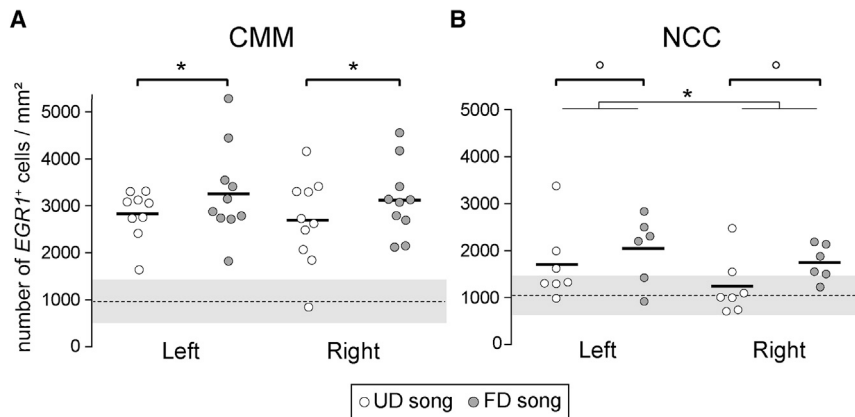 A
CMM
B
NCC
*
*
number of EGR1⁺ cells / mm²
5000
4000
3000
2000
1000
0
Left
Right
°
°
*
5000
4000
3000
2000
1000
0
Left
Right
UD song
FD song